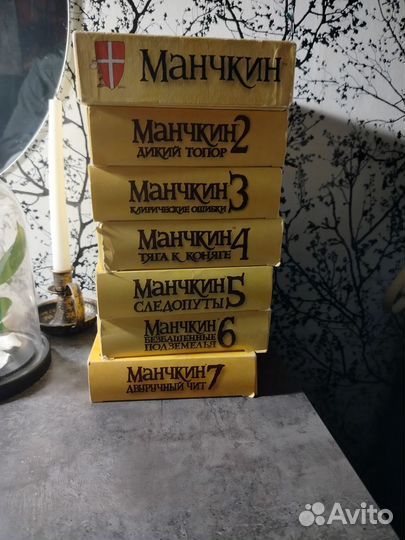 Манчкин
Манчкин 2
Дикий топор
Манчкин 3
Клирические ошибки
Манчкин 4
Тяга к коняге
Манчкин 5
Следопуты
Манчкин 6
Безбашенные
подземелья
Манчкин 7
Двуручный чит
Avito